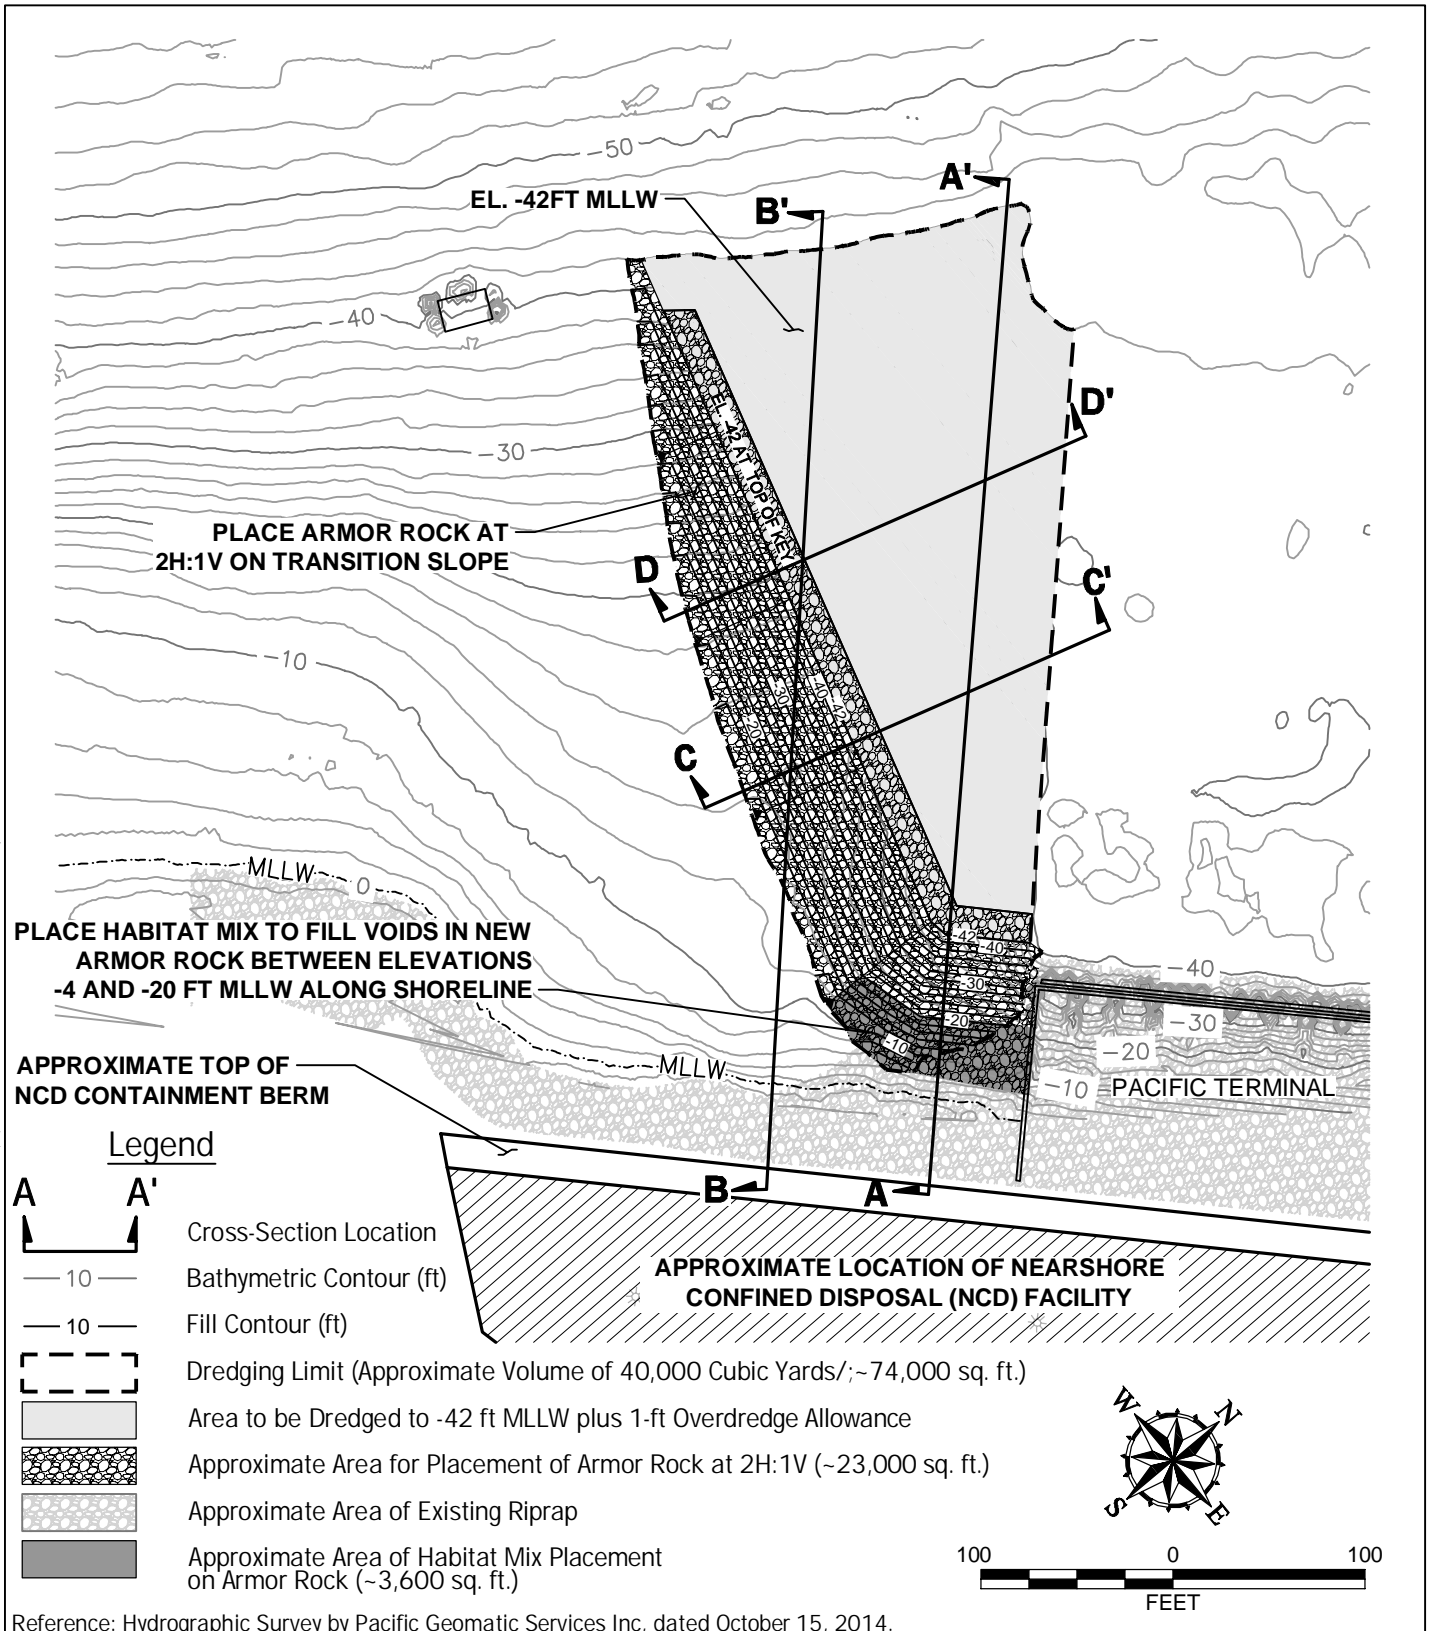 -50
A'
EL. -42FT MLLW
B'
-40
D'
EL. -42 AT TOP OF KEY
-30
PLACE ARMOR ROCK AT
2H:1V ON TRANSITION SLOPE
D
C'
-10
-30
-40
-42
-20
C
MLLW
0
PLACE HABITAT MIX TO FILL VOIDS IN NEW
ARMOR ROCK BETWEEN ELEVATIONS
-4 AND -20 FT MLLW ALONG SHORELINE
-42
-40
-40
-30
-20
-30
-10
-20
APPROXIMATE TOP OF
NCD CONTAINMENT BERM
MLLW
-10
PACIFIC TERMINAL
B
A
APPROXIMATE LOCATION OF NEARSHORE
CONFINED DISPOSAL (NCD) FACILITY
Legend
A A'
Cross-Section Location
10
Bathymetric Contour (ft)
10
Fill Contour (ft)
Dredging Limit (Approximate Volume of 40,000 Cubic Yards/;~74,000 sq. ft.)
Area to be Dredged to -42 ft MLLW plus 1-ft Overdredge Allowance
Approximate Area for Placement of Armor Rock at 2H:1V (~23,000 sq. ft.)
Approximate Area of Existing Riprap
Approximate Area of Habitat Mix Placement
on Armor Rock (~3,600 sq. ft.)
W N
S E
100 0 100
FEET
Reference: Hydrographic Survey by Pacific Geomatic Services Inc. dated October 15, 2014.